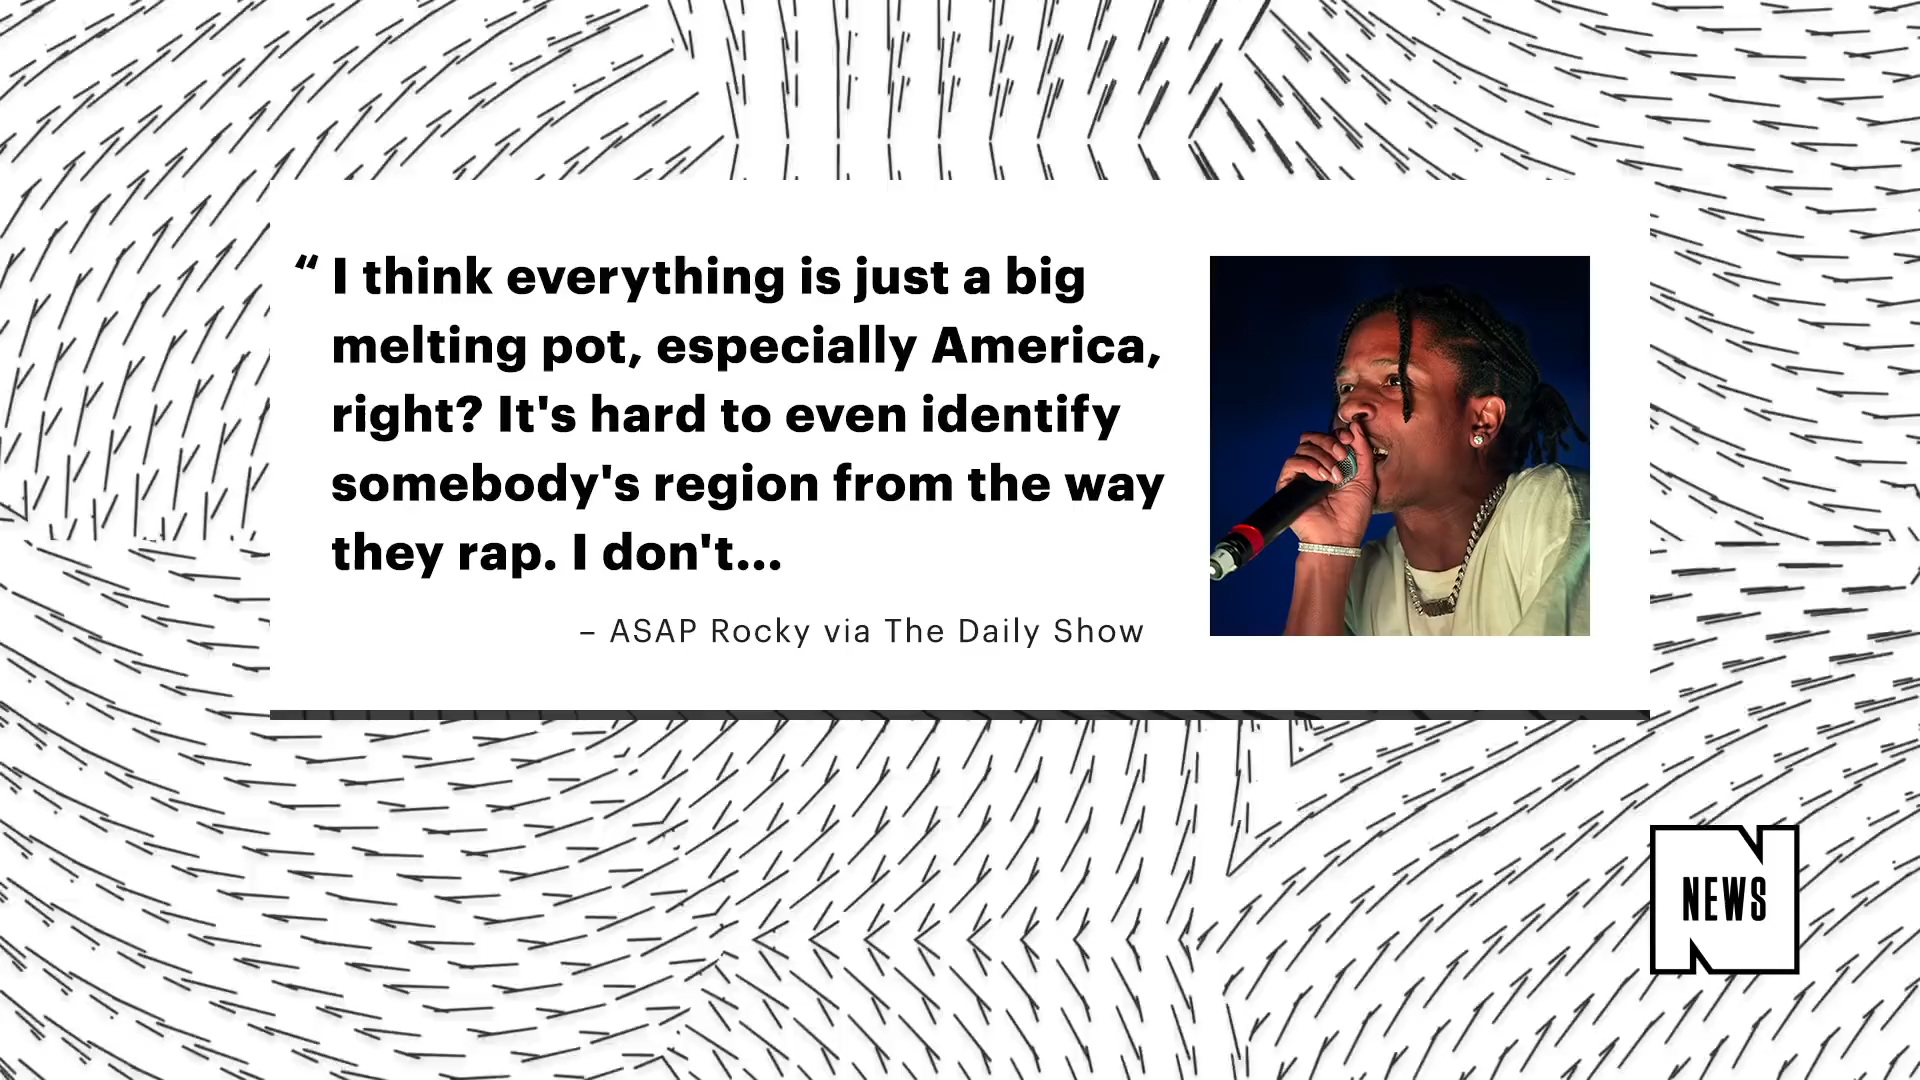 “ I think everything is just a big
melting pot, especially America,
right? It's hard to even identify
somebody's region from the way
they rap. I don't...
– ASAP Rocky via The Daily Show
NEWS